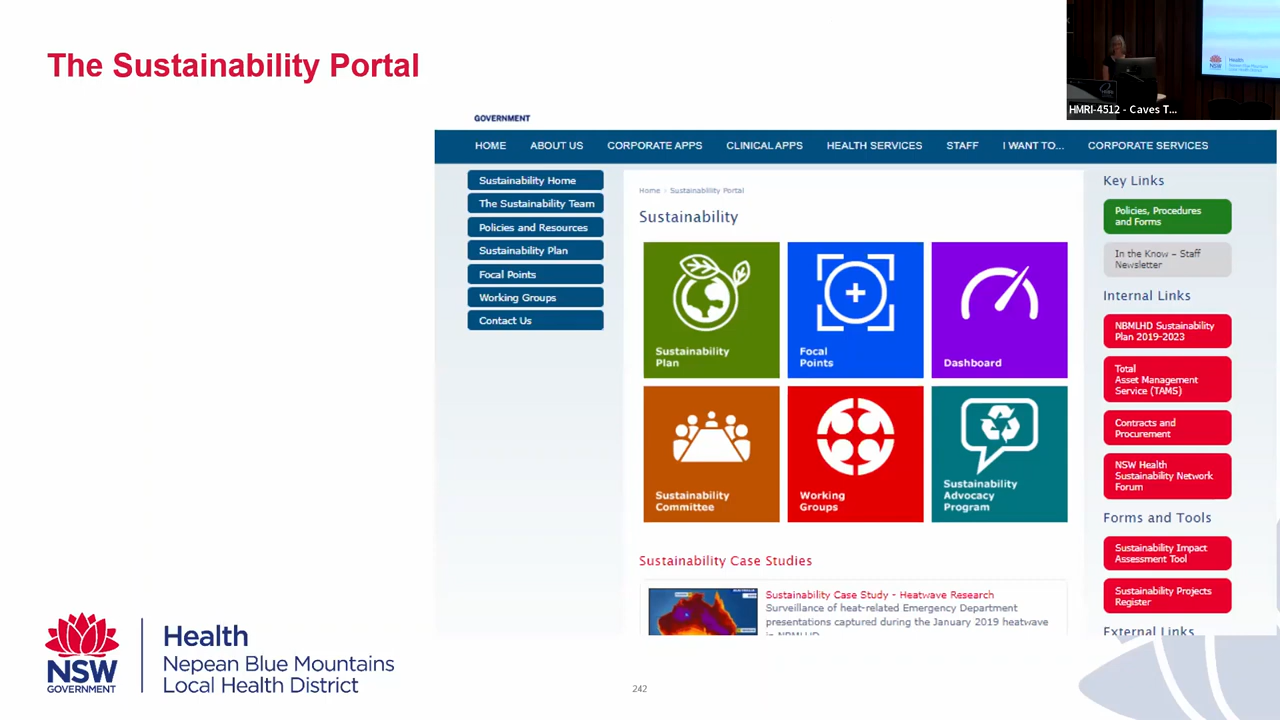 The Sustainability Portal
HMRI-4512 - Caves T...
GOVERNMENT
HOME
ABOUT US
CORPORATE APPS
CLINICAL APPS
HEALTH SERVICES
STAFF
I WANT TO...
CORPORATE SERVICES
Sustainability Home
The Sustainability Team
Policies and Resources
Sustainability Plan
Focal Points
Working Groups
Contact Us
Home › Sustainability Portal
Sustainability
Sustainability
Plan
Focal
Points
Dashboard
Sustainability
Committee
Working
Groups
Sustainability
Advocacy
Program
Sustainability Case Studies
Sustainability Case Study - Heatwave Research
Surveillance of heat-related Emergency Department
presentations captured during the January 2019 heatwave
in NBMLHD
Key Links
Policies, Procedures
and Forms
In the Know – Staff
Newsletter
Internal Links
NBMLHD Sustainability
Plan 2019-2023
Total
Asset Management
Service (TAMS)
Contracts and
Procurement
NSW Health
Sustainability Network
Forum
Forms and Tools
Sustainability Impact
Assessment Tool
Sustainability Projects
Register
External Links
NSW
GOVERNMENT
Health
Nepean Blue Mountains
Local Health District
242